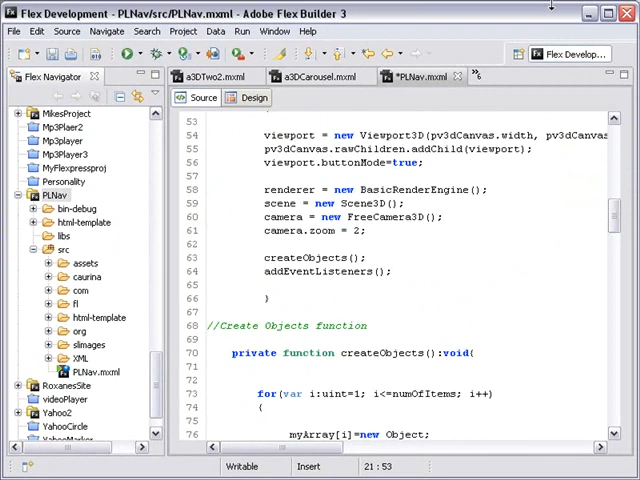 Flex Development - PLNav/src/PLNav.mxml - Adobe Flex Builder 3
File Edit Source Navigate Search Project Data Run Window Help
Flex Develop...
Flex Navigator
a3DTwo2.mxml
a3DCarousel.mxml
*PLNav.mxml
Source
Design
MikesProject
Mp3Plaer2
Mp3player
Mp3Player3
MyFlexpressproj
Personality
PLNav
bin-debug
html-template
libs
src
assets
caurina
com
fl
html-template
org
slimages
XML
PLNav.mxml
RoxanesSite
videoPlayer
Yahoo2
YahooCircle
YahooMarker
53
54 viewport = new Viewport3D(pv3dCanvas.width, pv3dCanvas
55 pv3dCanvas.rawChildren.addChild(viewport);
56 viewport.buttonMode=true;
57
58 renderer = new BasicRenderEngine();
59 scene = new Scene3D();
60 camera = new FreeCamera3D();
61 camera.zoom = 2;
62
63 createObjects();
64 addEventListeners();
65
66 }
67
68 //Create Objects function
69
70 private function createObjects():void{
71
72
73 for(var i:uint=1; i<=numOfItems; i++)
74 {
75
76 myArray[i]=new Object;
Writable
Insert
21 : 53